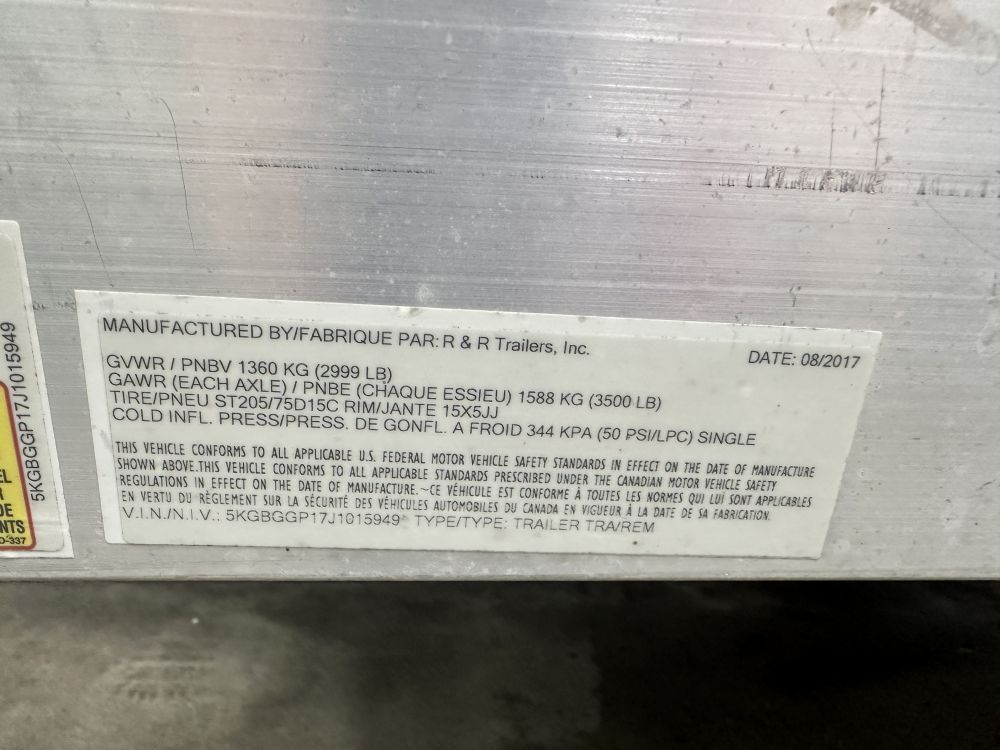 MANUFACTURED BY/FABRIQUE PAR: R & R Trailers, Inc.
DATE: 08/2017
GVWR / PNBV 1360 KG (2999 LB)
GAWR (EACH AXLE) / PNBE (CHAQUE ESSIEU) 1588 KG (3500 LB)
TIRE/PNEU ST205/75D15C RIM/JANTE 15X5JJ
COLD INFL. PRESS/PRESS. DE GONFL. A FROID 344 KPA (50 PSI/LPC) SINGLE
THIS VEHICLE CONFORMS TO ALL APPLICABLE U.S. FEDERAL MOTOR VEHICLE SAFETY STANDARDS IN EFFECT ON THE DATE OF MANUFACTURE
SHOWN ABOVE.THIS VEHICLE CONFORMS TO ALL APPLICABLE STANDARDS PRESCRIBED UNDER THE CANADIAN MOTOR VEHICLE SAFETY
REGULATIONS IN EFFECT ON THE DATE OF MANUFACTURE.~CE VÉHICULE EST CONFORME À TOUTES LES NORMES QUI LUI SONT APPLICABLES
EN VERTU DU RÈGLEMENT SUR LA SÉCURITÉ DES VÉHICULES AUTOMOBILES DU CANADA EN VIGUEUR À LA DATE DE SA FABRICATION.
V.I.N./N.I.V.: 5KGBGGP17J1015949 TYPE/TYPE: TRAILER TRA/REM
5KGBGGP17J1015949
EL
DE
NTS
0-337